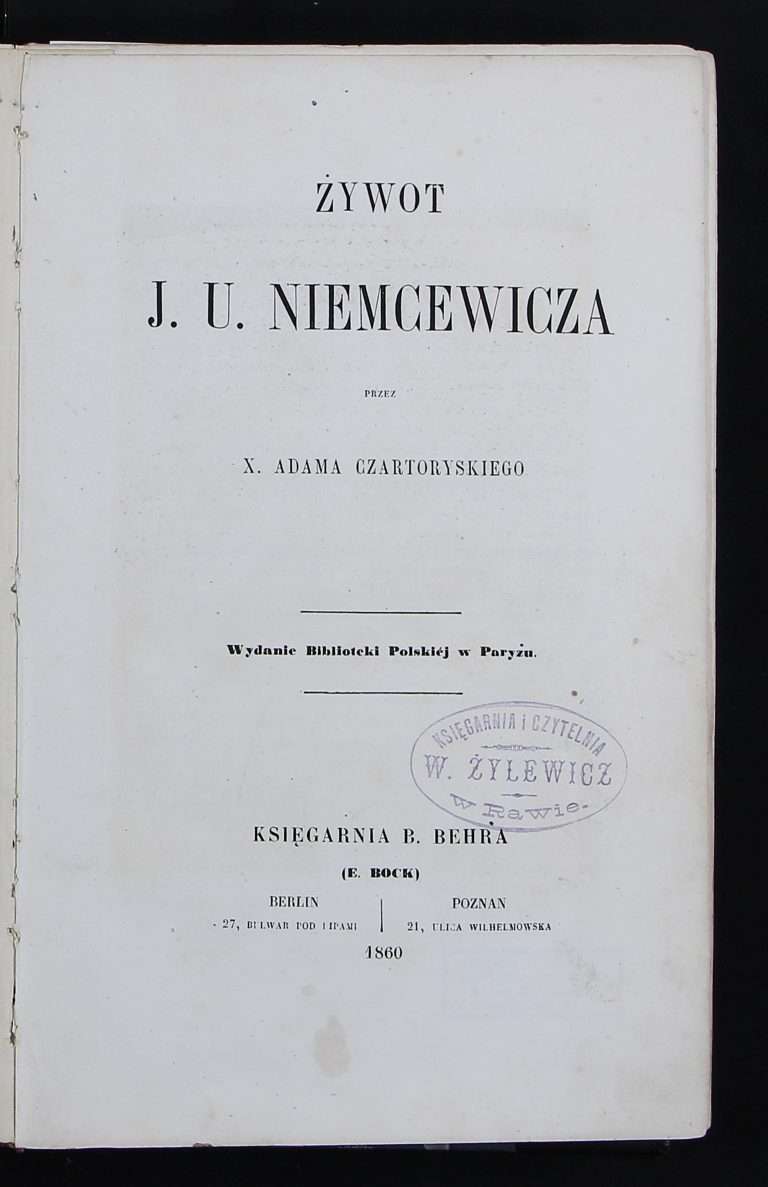 ŻYWOT
J. U. NIEMCEWICZA
PRZEZ
X. ADAMA CZARTORYSKIEGO
Wydanie Biblioteki Polskiéj w Paryżu.
KSIĘGARNIA i CZYTELNIA
W. ŻYLEWICZ
w Rawie.
KSIĘGARNIA B. BEHRA
(E. BOCK)
BERLIN
27, BULWAR POD LIPAMI
POZNAN
21, ULICA WILHELMOWSKA
1860